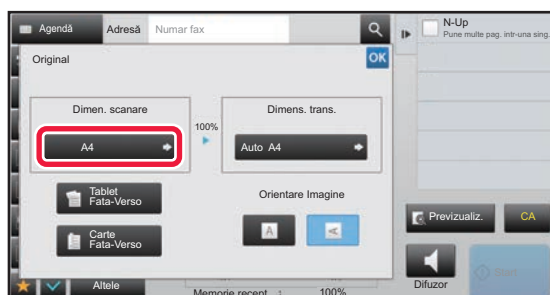 Agendă
Adresă
Numar fax
N-Up
Pune multe pag. intr-una sing.
Original
OK
Dimen. scanare
Dimens. trans.
100%
A4
Auto A4
Tablet
Fata-Verso
Orientare Imagine
Carte
Fata-Verso
A
A
Previzualiz.
CA
Start
Altele
Memorie recept. :
100%
Difuzor